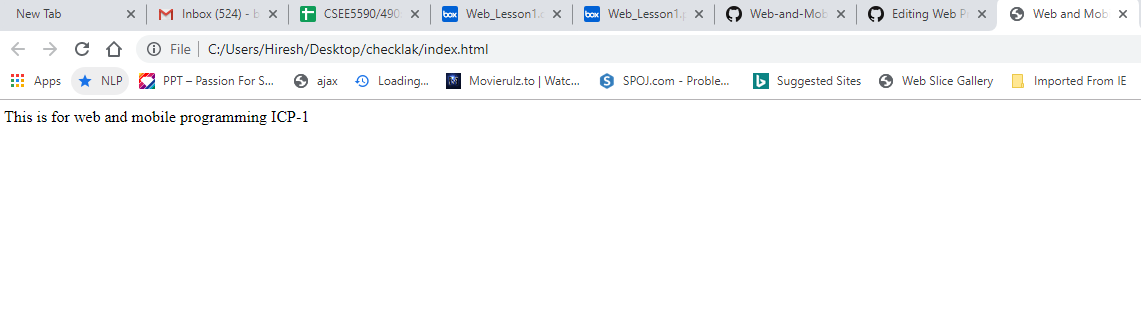 New Tab Inbox (524) - b CSEE5590/490 Web_Lesson1. Web_Lesson1.p Web-and-Mob Editing Web P Web and Mob
File C:/Users/Hiresh/Desktop/checklak/index.html
Apps NLP PPT – Passion For S... ajax Loading... Movierulz.to | Watc... SPOJ.com - Proble... Suggested Sites Web Slice Gallery Imported From IE
This is for web and mobile programming ICP-1